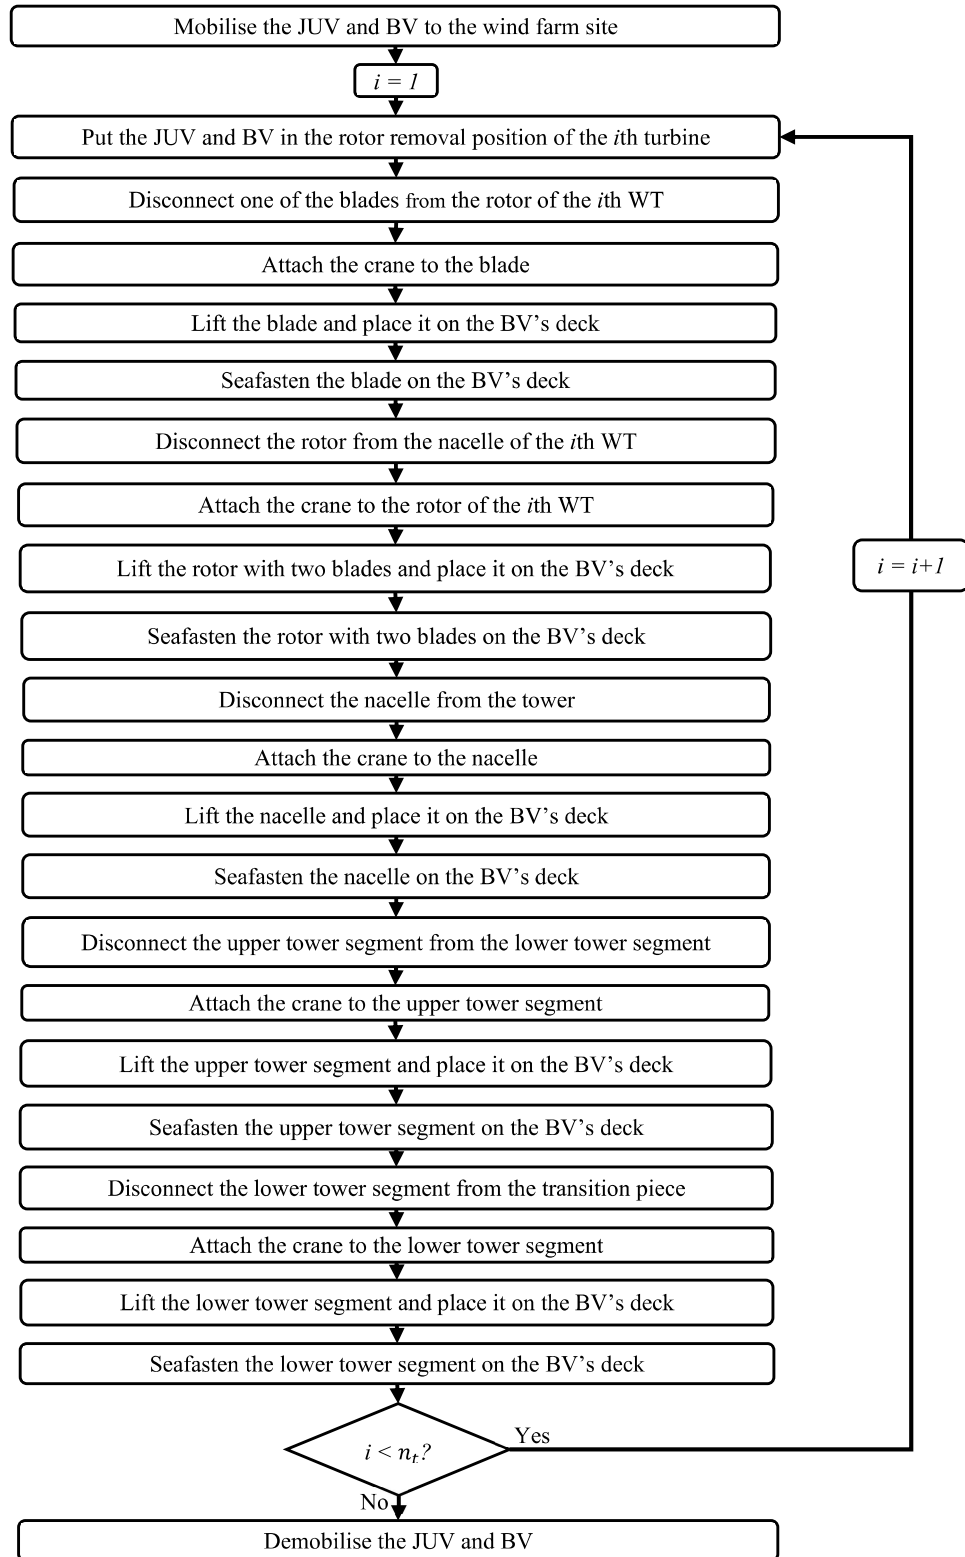 Mobilise the JUV and BV to the wind farm site
i = 1
Put the JUV and BV in the rotor removal position of the ith turbine
Disconnect one of the blades from the rotor of the ith WT
Attach the crane to the blade
Lift the blade and place it on the BV’s deck
Seafasten the blade on the BV’s deck
Disconnect the rotor from the nacelle of the ith WT
Attach the crane to the rotor of the ith WT
Lift the rotor with two blades and place it on the BV’s deck
i = i+1
Seafasten the rotor with two blades on the BV’s deck
Disconnect the nacelle from the tower
Attach the crane to the nacelle
Lift the nacelle and place it on the BV’s deck
Seafasten the nacelle on the BV’s deck
Disconnect the upper tower segment from the lower tower segment
Attach the crane to the upper tower segment
Lift the upper tower segment and place it on the BV’s deck
Seafasten the upper tower segment on the BV’s deck
Disconnect the lower tower segment from the transition piece
Attach the crane to the lower tower segment
Lift the lower tower segment and place it on the BV’s deck
Seafasten the lower tower segment on the BV’s deck
Yes
i < nₜ?
No
Demobilise the JUV and BV